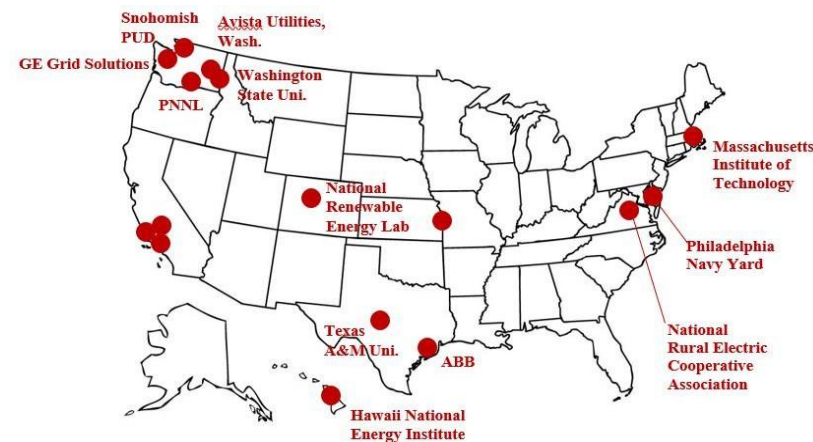 Snohomish
PUD
Avista Utilities,
Wash.
GE Grid Solutions
Washington
State Uni.
PNNL
Massachusetts
Institute of
Technology
National
Renewable
Energy Lab
Philadelphia
Navy Yard
Texas
A&M Uni.
ABB
National
Rural Electric
Cooperative
Association
Hawaii National
Energy Institute